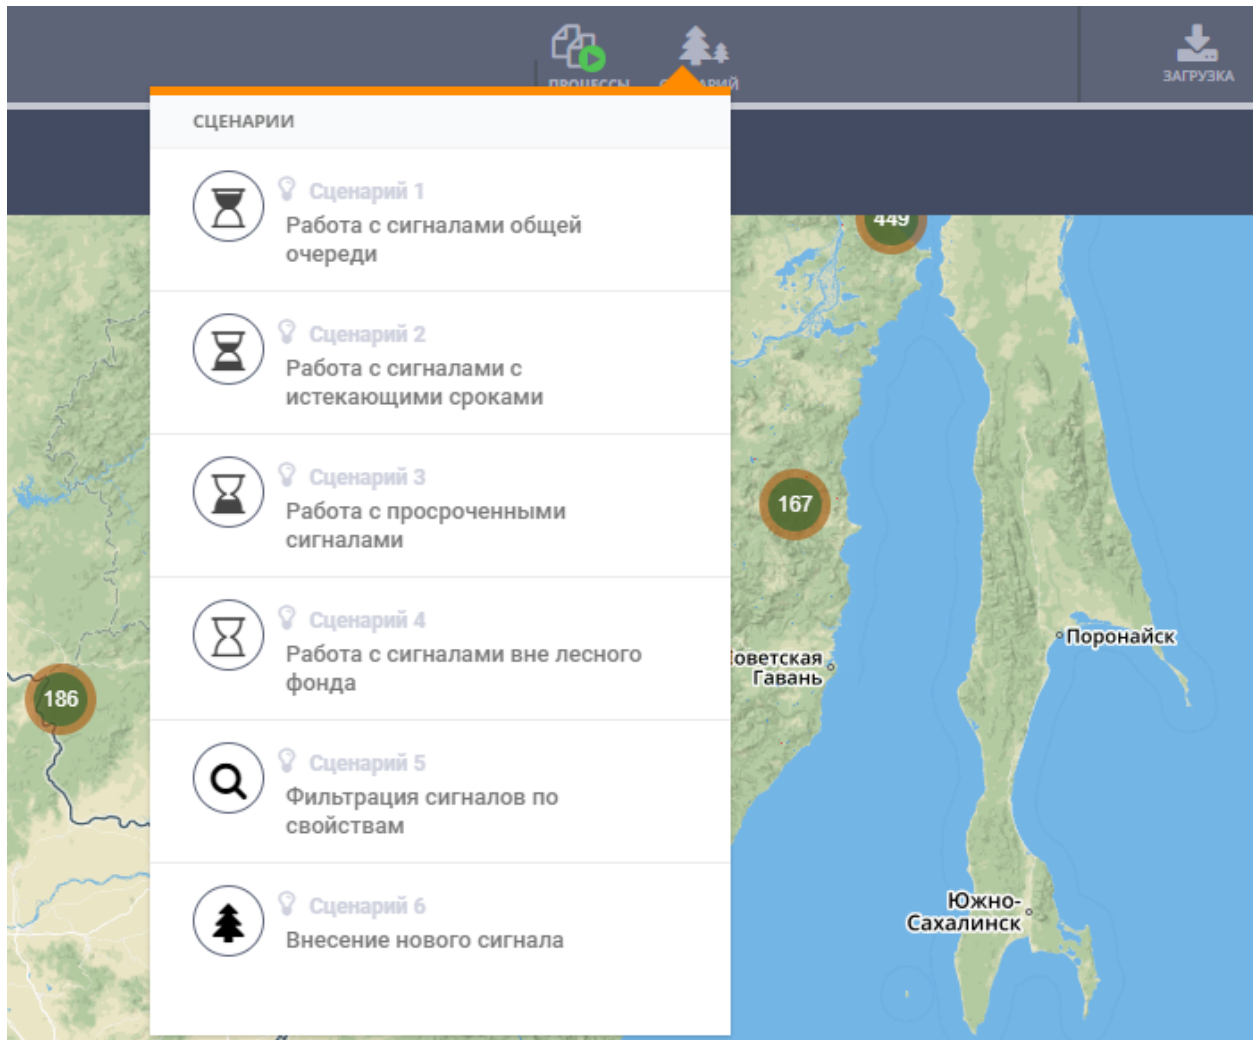 ПРОЦЕССЫ
ЗАГРУЗКА
СЦЕНАРИИ
Сценарий 1
Работа с сигналами общей
очереди
Сценарий 2
Работа с сигналами с
истекающими сроками
Сценарий 3
Работа с просроченными
сигналами
Сценарий 4
Работа с сигналами вне лесного
фонда
Сценарий 5
Фильтрация сигналов по
свойствам
Сценарий 6
Внесение нового сигнала
449
167
186
Поронайск
Гавань
Южно-
Сахалинск